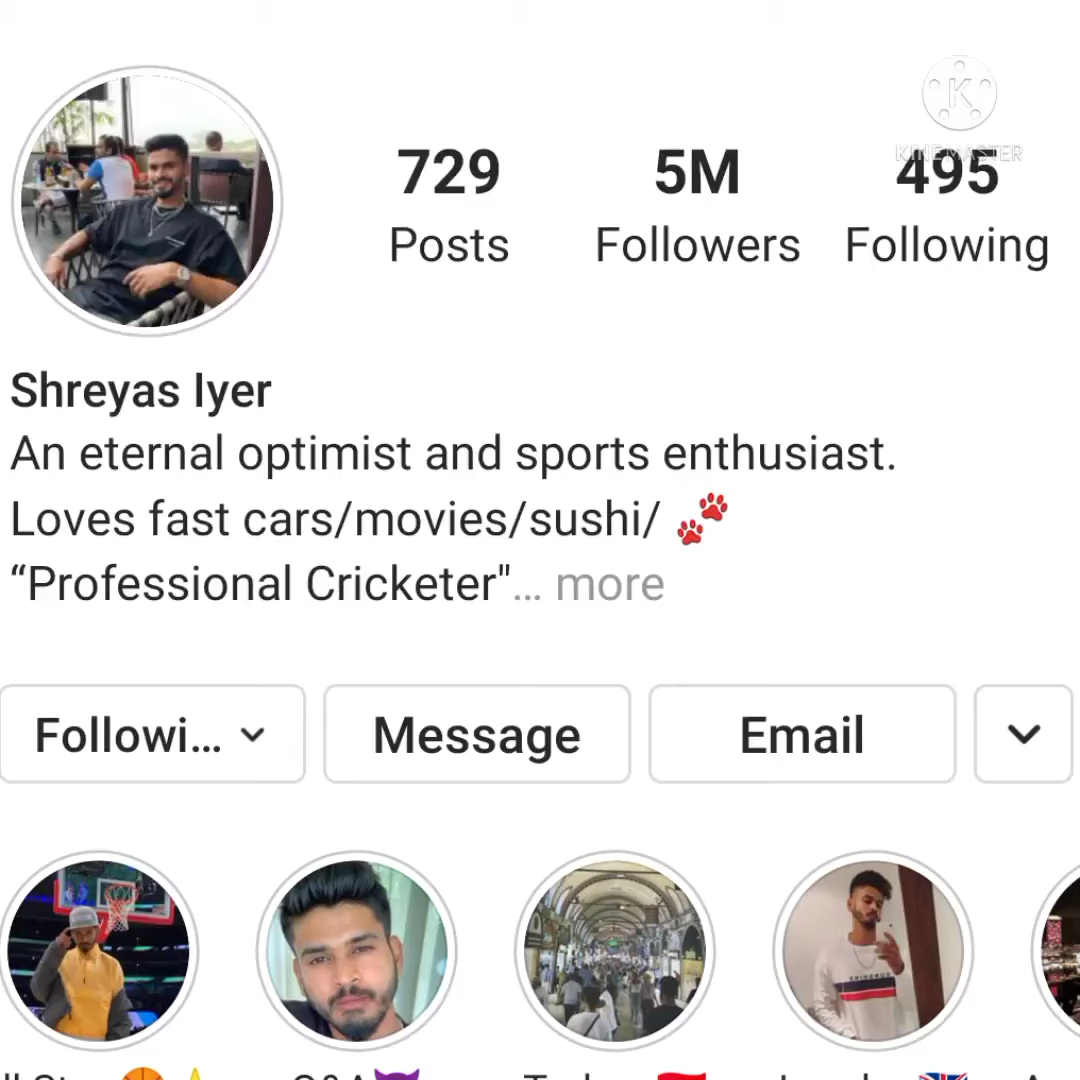 729 5M 495
KINEMASTER
Posts Followers Following
Shreyas Iyer
An eternal optimist and sports enthusiast.
Loves fast cars/movies/sushi/ 🐾
“Professional Cricketer"... more
Followi... Message Email